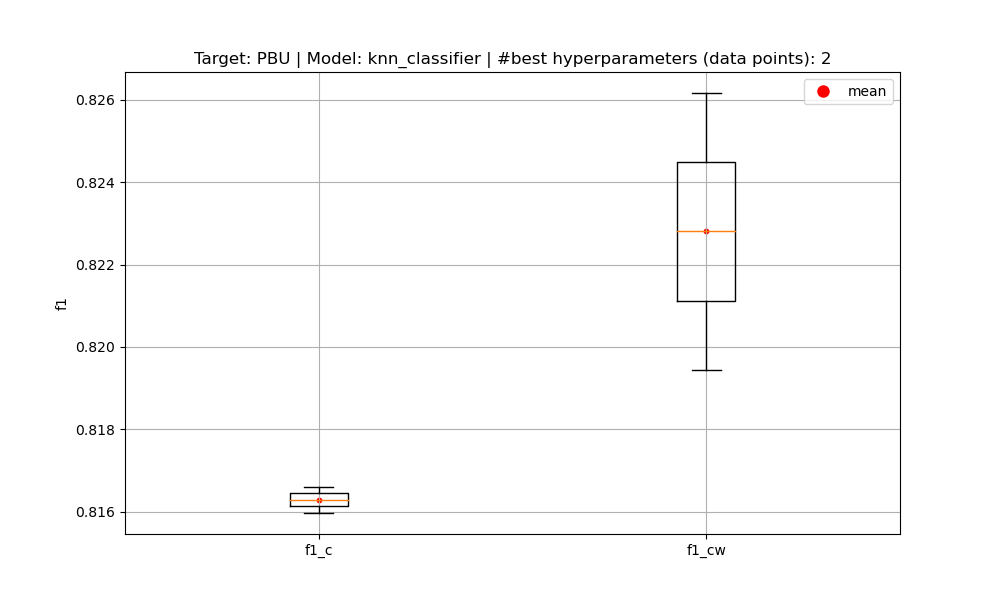 Target: PBU | Model: knn_classifier | #best hyperparameters (data points): 2
mean
0.826
0.824
0.822
0.820
0.818
0.816
f1
f1_c
f1_cw